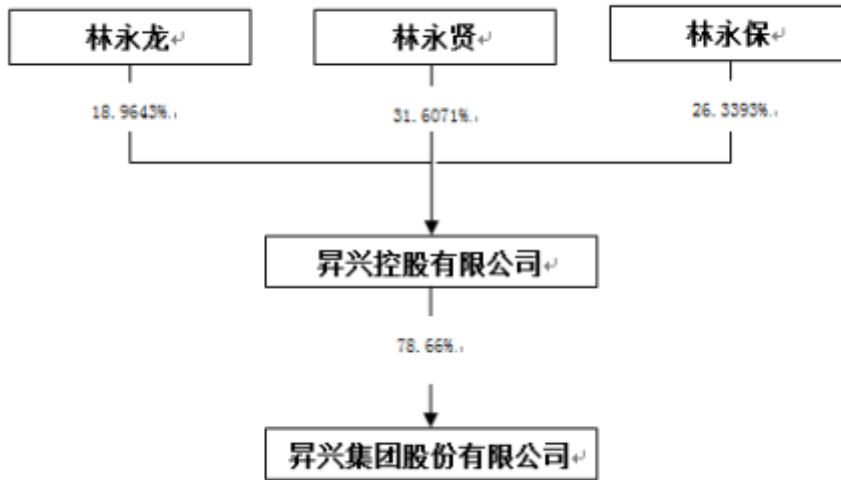 林永龙
林永贤
林永保
18.9643%
31.6071%
26.3393%
昇兴控股有限公司
78.66%
昇兴集团股份有限公司